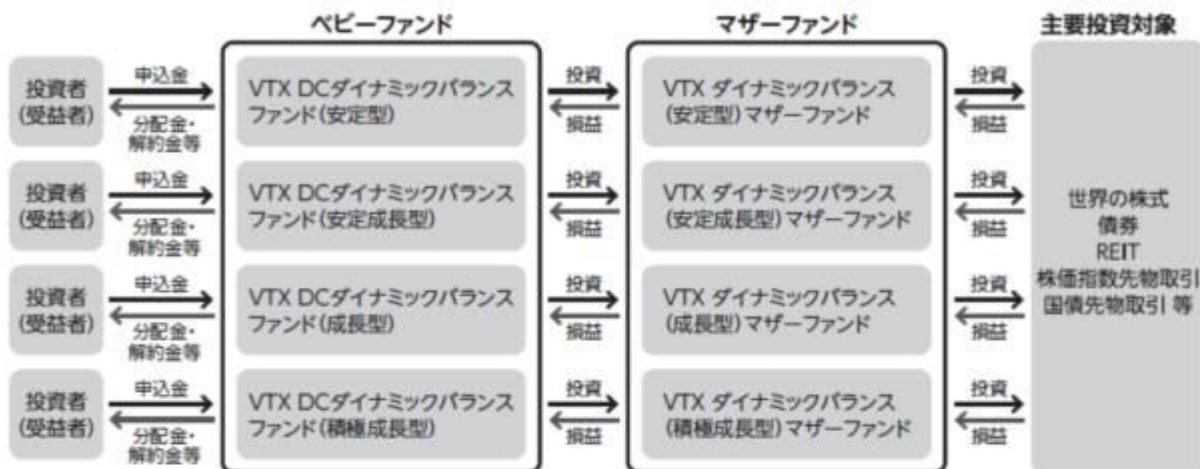 ベビーファンド
マザーファンド
主要投資対象
投資者
(受益者)
申込金
分配金・
解約金等
VTX DCダイナミックバランス
ファンド(安定型)
投資
損益
VTX ダイナミックバランス
(安定型)マザーファンド
投資
損益
投資者
(受益者)
申込金
分配金・
解約金等
VTX DCダイナミックバランス
ファンド(安定成長型)
投資
損益
VTX ダイナミックバランス
(安定成長型)マザーファンド
投資
損益
投資者
(受益者)
申込金
分配金・
解約金等
VTX DCダイナミックバランス
ファンド(成長型)
投資
損益
VTX ダイナミックバランス
(成長型)マザーファンド
投資
損益
投資者
(受益者)
申込金
分配金・
解約金等
VTX DCダイナミックバランス
ファンド(積極成長型)
投資
損益
VTX ダイナミックバランス
(積極成長型)マザーファンド
投資
損益
世界の株式
債券
REIT
株価指数先物取引
国債先物取引 等